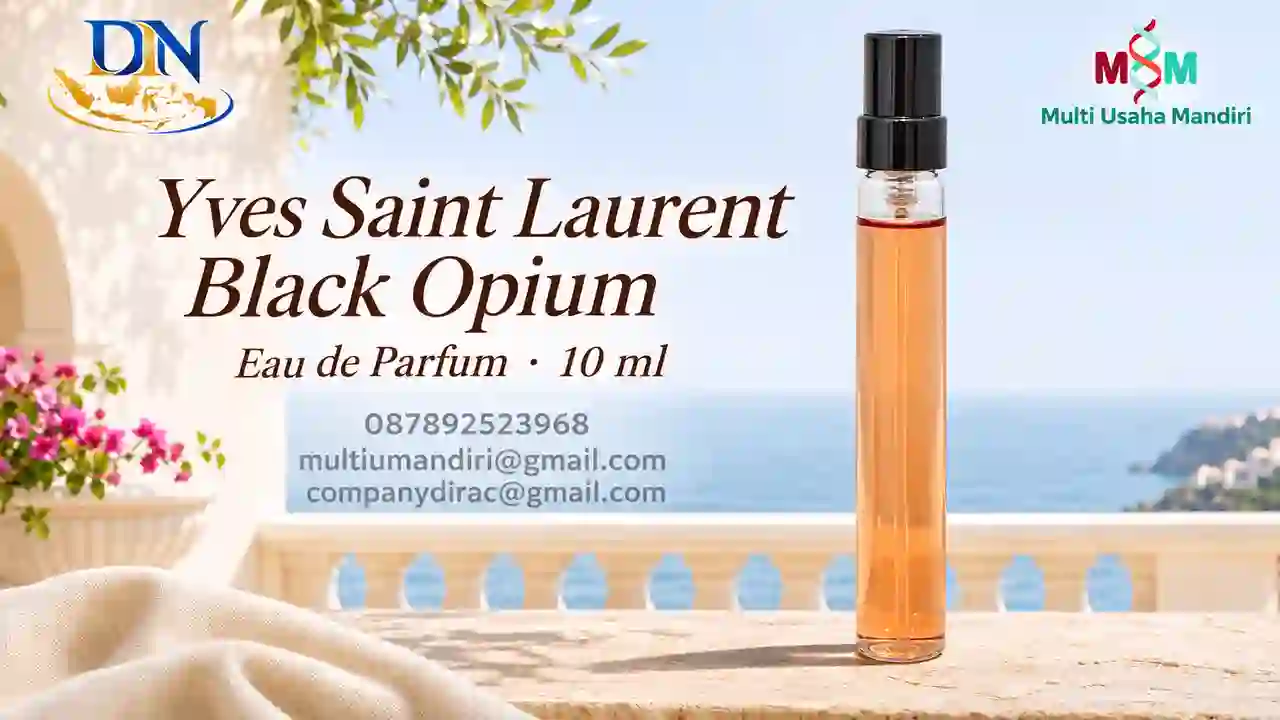 DIN
MSM
Multi Usaha Mandiri
Yves Saint Laurent
Black Opium
Eau de Parfum · 10 ml
087892523968
multiumandiri@gmail.com
companydirac@gmail.com